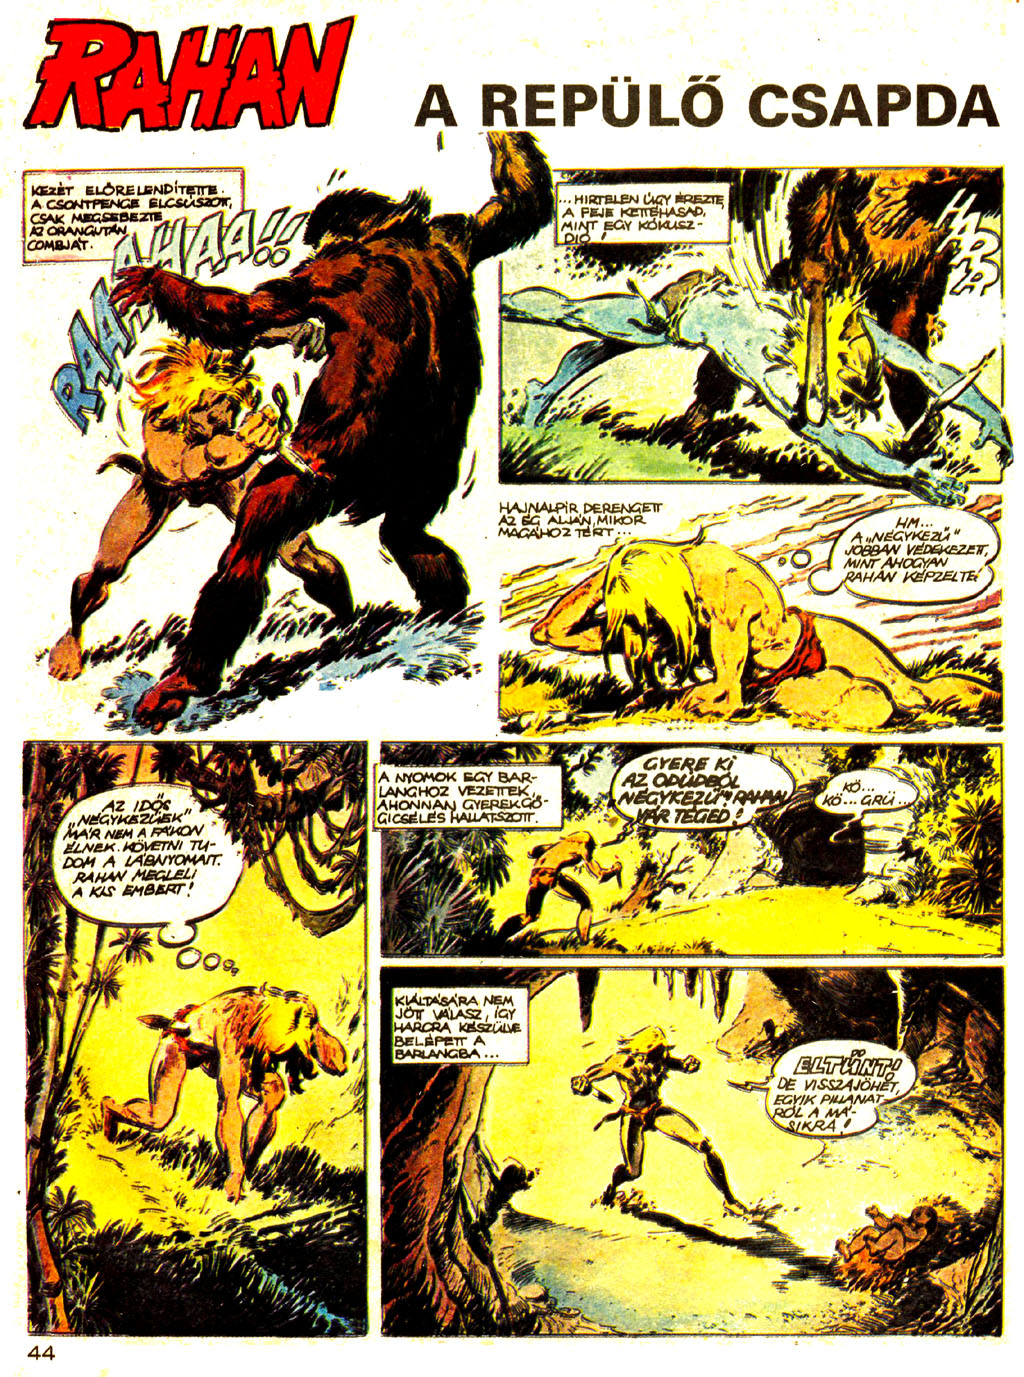 RAHAN
A REPÜLŐ CSAPDA
KEZÉT ELŐRELENDÍTETTE.
A CSONTPENGE ELCSÚSZOTT,
CSAK MEGSEBEZTE
AZ ORANGUTÁN
COMBJÁT.
RAAAHAAA!!
...HIRTELEN ÚGY ÉREZTE,
A FEJE KETTÉHASAD,
MINT EGY KÓKUSZ-
DIÓ!
HAJNALPÍR DERENGETT
AZ ÉG ALJÁN, MIKOR
MAGÁHOZ TÉRT...
HM...
A „NÉGYKEZŰ"
JOBBAN VÉDEKEZETT,
MINT AHOGYAN
RAHAN KÉPZELTE!
AZ IDŐS
„NÉGYKEZŰEK"
MÁR NEM A FÁKON
ÉLNEK. KÖVETNI TU-
DOM A LÁBNYOMAIT.
RAHAN MEGLELI
A KIS EMBERT!
A NYOMOK EGY BAR-
LANGHOZ VEZETTEK,
AHONNAN GYEREKGŐ-
GICSÉLÉS HALLATSZOTT.
GYERE KI
AZ ODÚDBÓL
NÉGYKEZŰ! RAHAN
VÁR TÉGED!
KÖ...
KÖ... GRÜ...
KIÁLTÁSÁRA NEM
JÖTT VÁLASZ, ÍGY
HARCRA KÉSZÜLVE
BELÉPETT A
BARLANGBA...
ELTŰNT!
DE VISSZAJÖHET,
EGYIK PILLANAT-
RÓL A MÁ-
SIKRA!
44